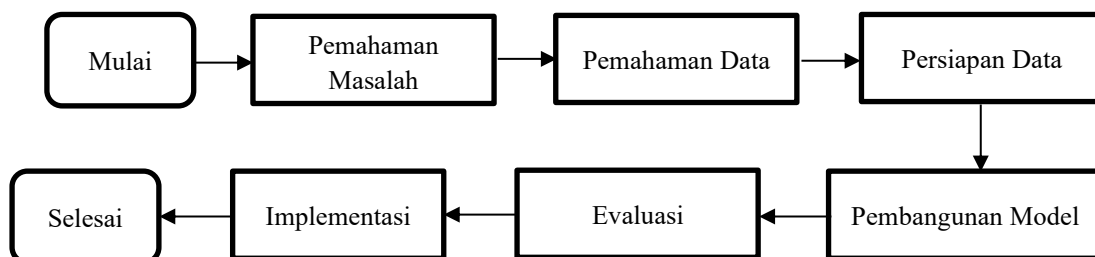 Mulai
Pemahaman
Masalah
Pemahaman Data
Persiapan Data
Pembangunan Model
Evaluasi
Implementasi
Selesai